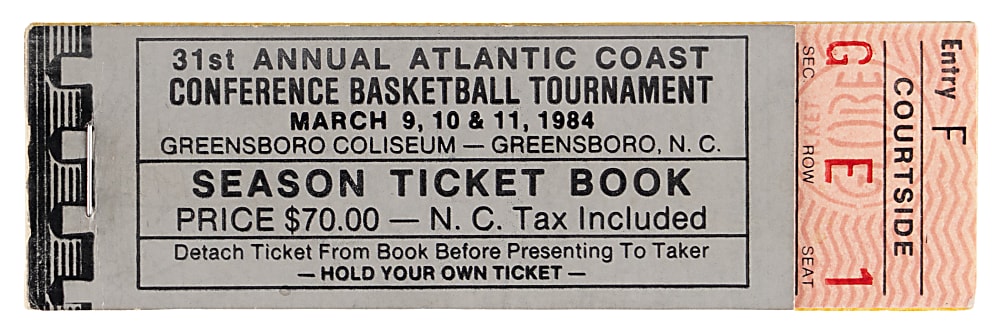 31st ANNUAL ATLANTIC COAST
CONFERENCE BASKETBALL TOURNAMENT
MARCH 9, 10 & 11, 1984
GREENSBORO COLISEUM — GREENSBORO, N. C.
SEASON TICKET BOOK
PRICE $70.00 — N. C. Tax Included
Detach Ticket From Book Before Presenting To Taker
— HOLD YOUR OWN TICKET —
Entry F
COURTSIDE
G E 1
SEC. ROW SEAT